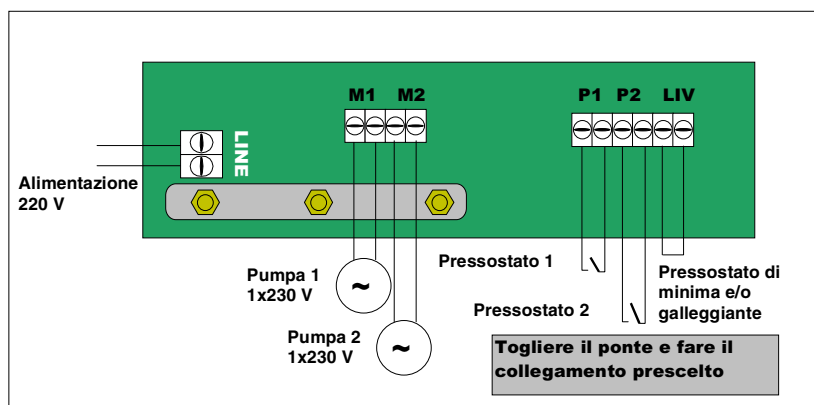 M1 M2
P1 P2 LIV
LINE
Alimentazione
220 V
Pumpa 1
1x230 V
~
Pumpa 2
1x230 V
~
Pressostato 1
Pressostato 2
Pressostato di
minima e/o
galleggiante
Togliere il ponte e fare il
collegamento prescelto